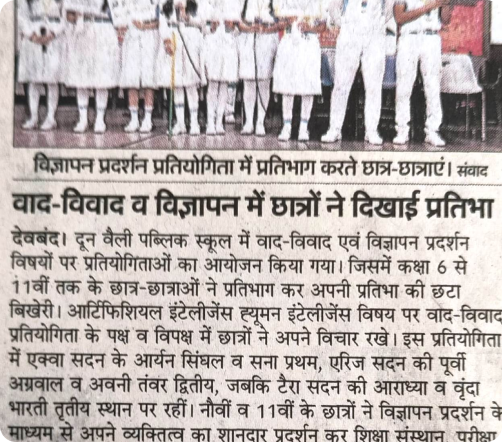 विज्ञापन प्रदर्शन प्रतियोगिता में प्रतिभाग करते छात्र-छात्राएं। संवाद
वाद-विवाद व विज्ञापन में छात्रों ने दिखाई प्रतिभा
देवबंद। दून वैली पब्लिक स्कूल में वाद-विवाद एवं विज्ञापन प्रदर्शन
विषयों पर प्रतियोगिताओं का आयोजन किया गया। जिसमें कक्षा 6 से
11वीं तक के छात्र-छात्राओं ने प्रतिभाग कर अपनी प्रतिभा की छटा
बिखेरी। आर्टिफिशियल इंटेलीजेंस ह्यूमन इंटेलीजेंस विषय पर वाद-विवाद
प्रतियोगिता के पक्ष व विपक्ष में छात्रों ने अपने विचार रखे। इस प्रतियोगिता
में एक्वा सदन के आर्यन सिंघल व सना प्रथम, एरिज सदन की पूर्वी
अग्रवाल व अवनी तंवर द्वितीय, जबकि टैरा सदन की आराध्या व वृंदा
भारती तृतीय स्थान पर रहीं। नौवीं व 11वीं के छात्रों ने विज्ञापन प्रदर्शन के
माध्यम से अपने व्यक्तित्व का शानदार प्रदर्शन कर शिक्षा संस्थान, परीक्षा